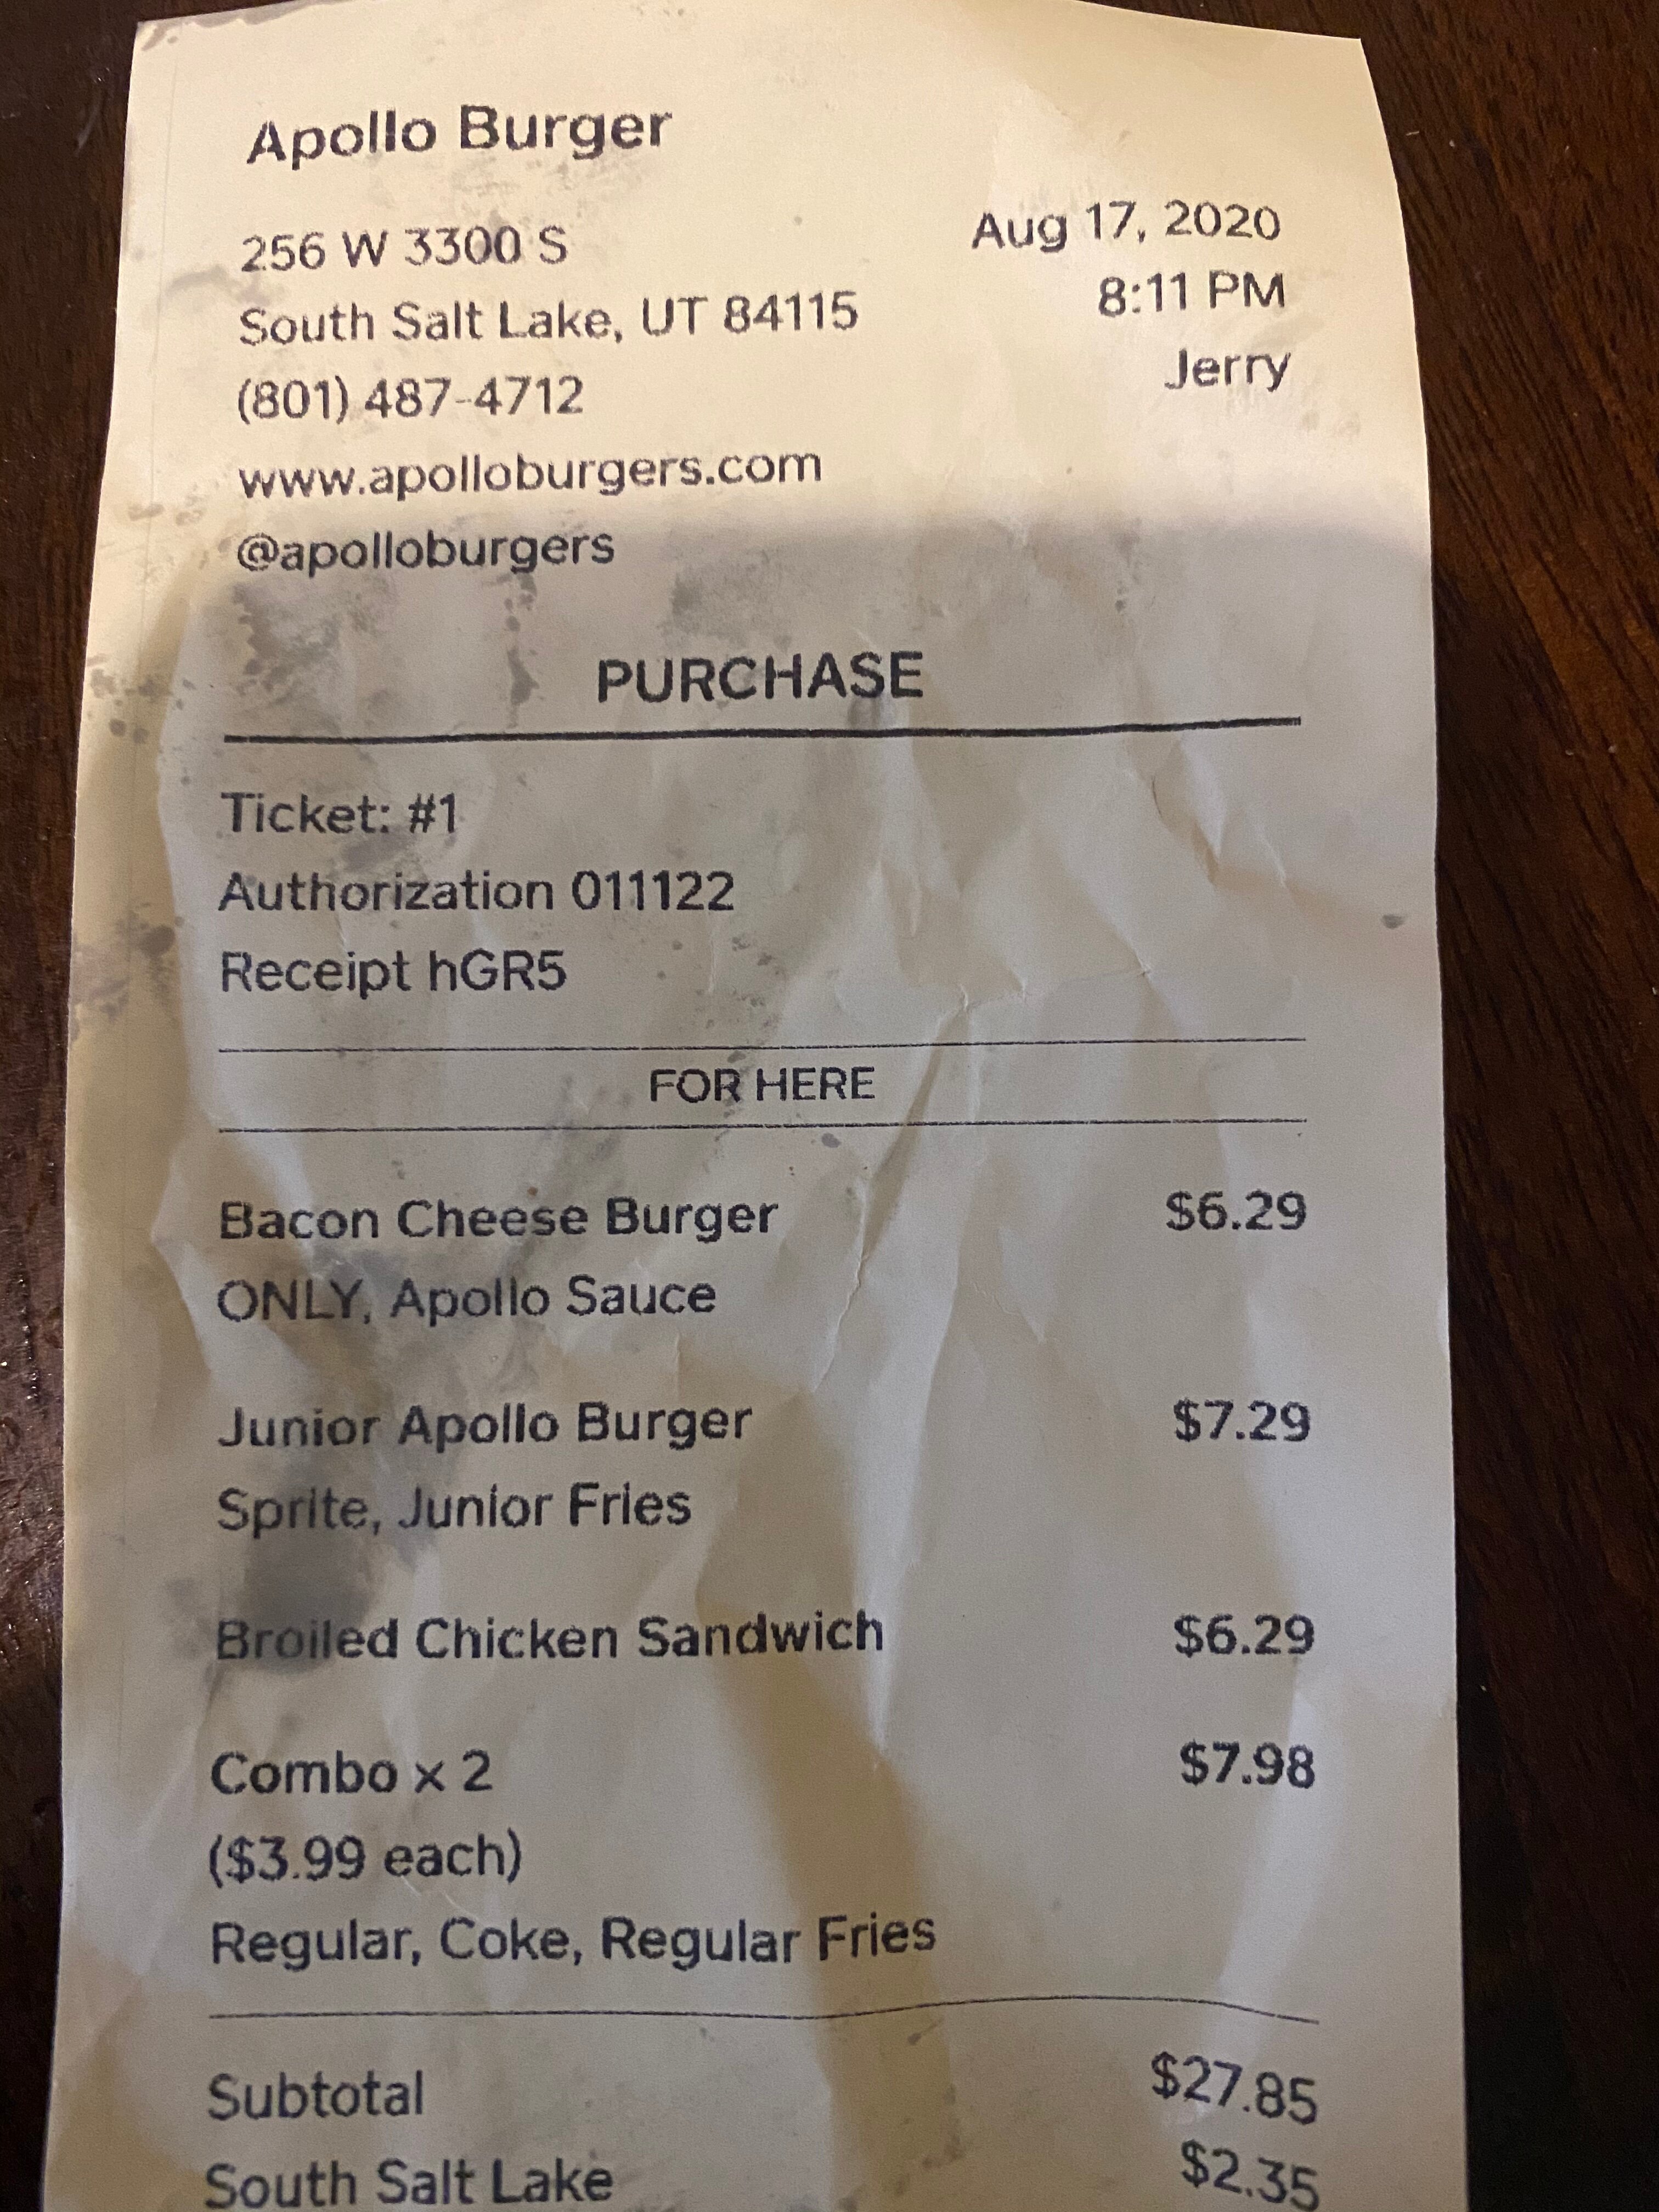 Apollo Burger
256 W 3300 S
Aug 17, 2020
South Salt Lake, UT 84115
8:11 PM
(801) 487-4712
Jerry
www.apolloburgers.com
@apolloburgers
PURCHASE
Ticket: #1
Authorization 011122
Receipt hGR5
FOR HERE
Bacon Cheese Burger $6.29
ONLY, Apollo Sauce
Junior Apollo Burger $7.29
Sprite, Junior Fries
Broiled Chicken Sandwich $6.29
Combo x 2 $7.98
($3.99 each)
Regular, Coke, Regular Fries
Subtotal $27.85
South Salt Lake $2.35